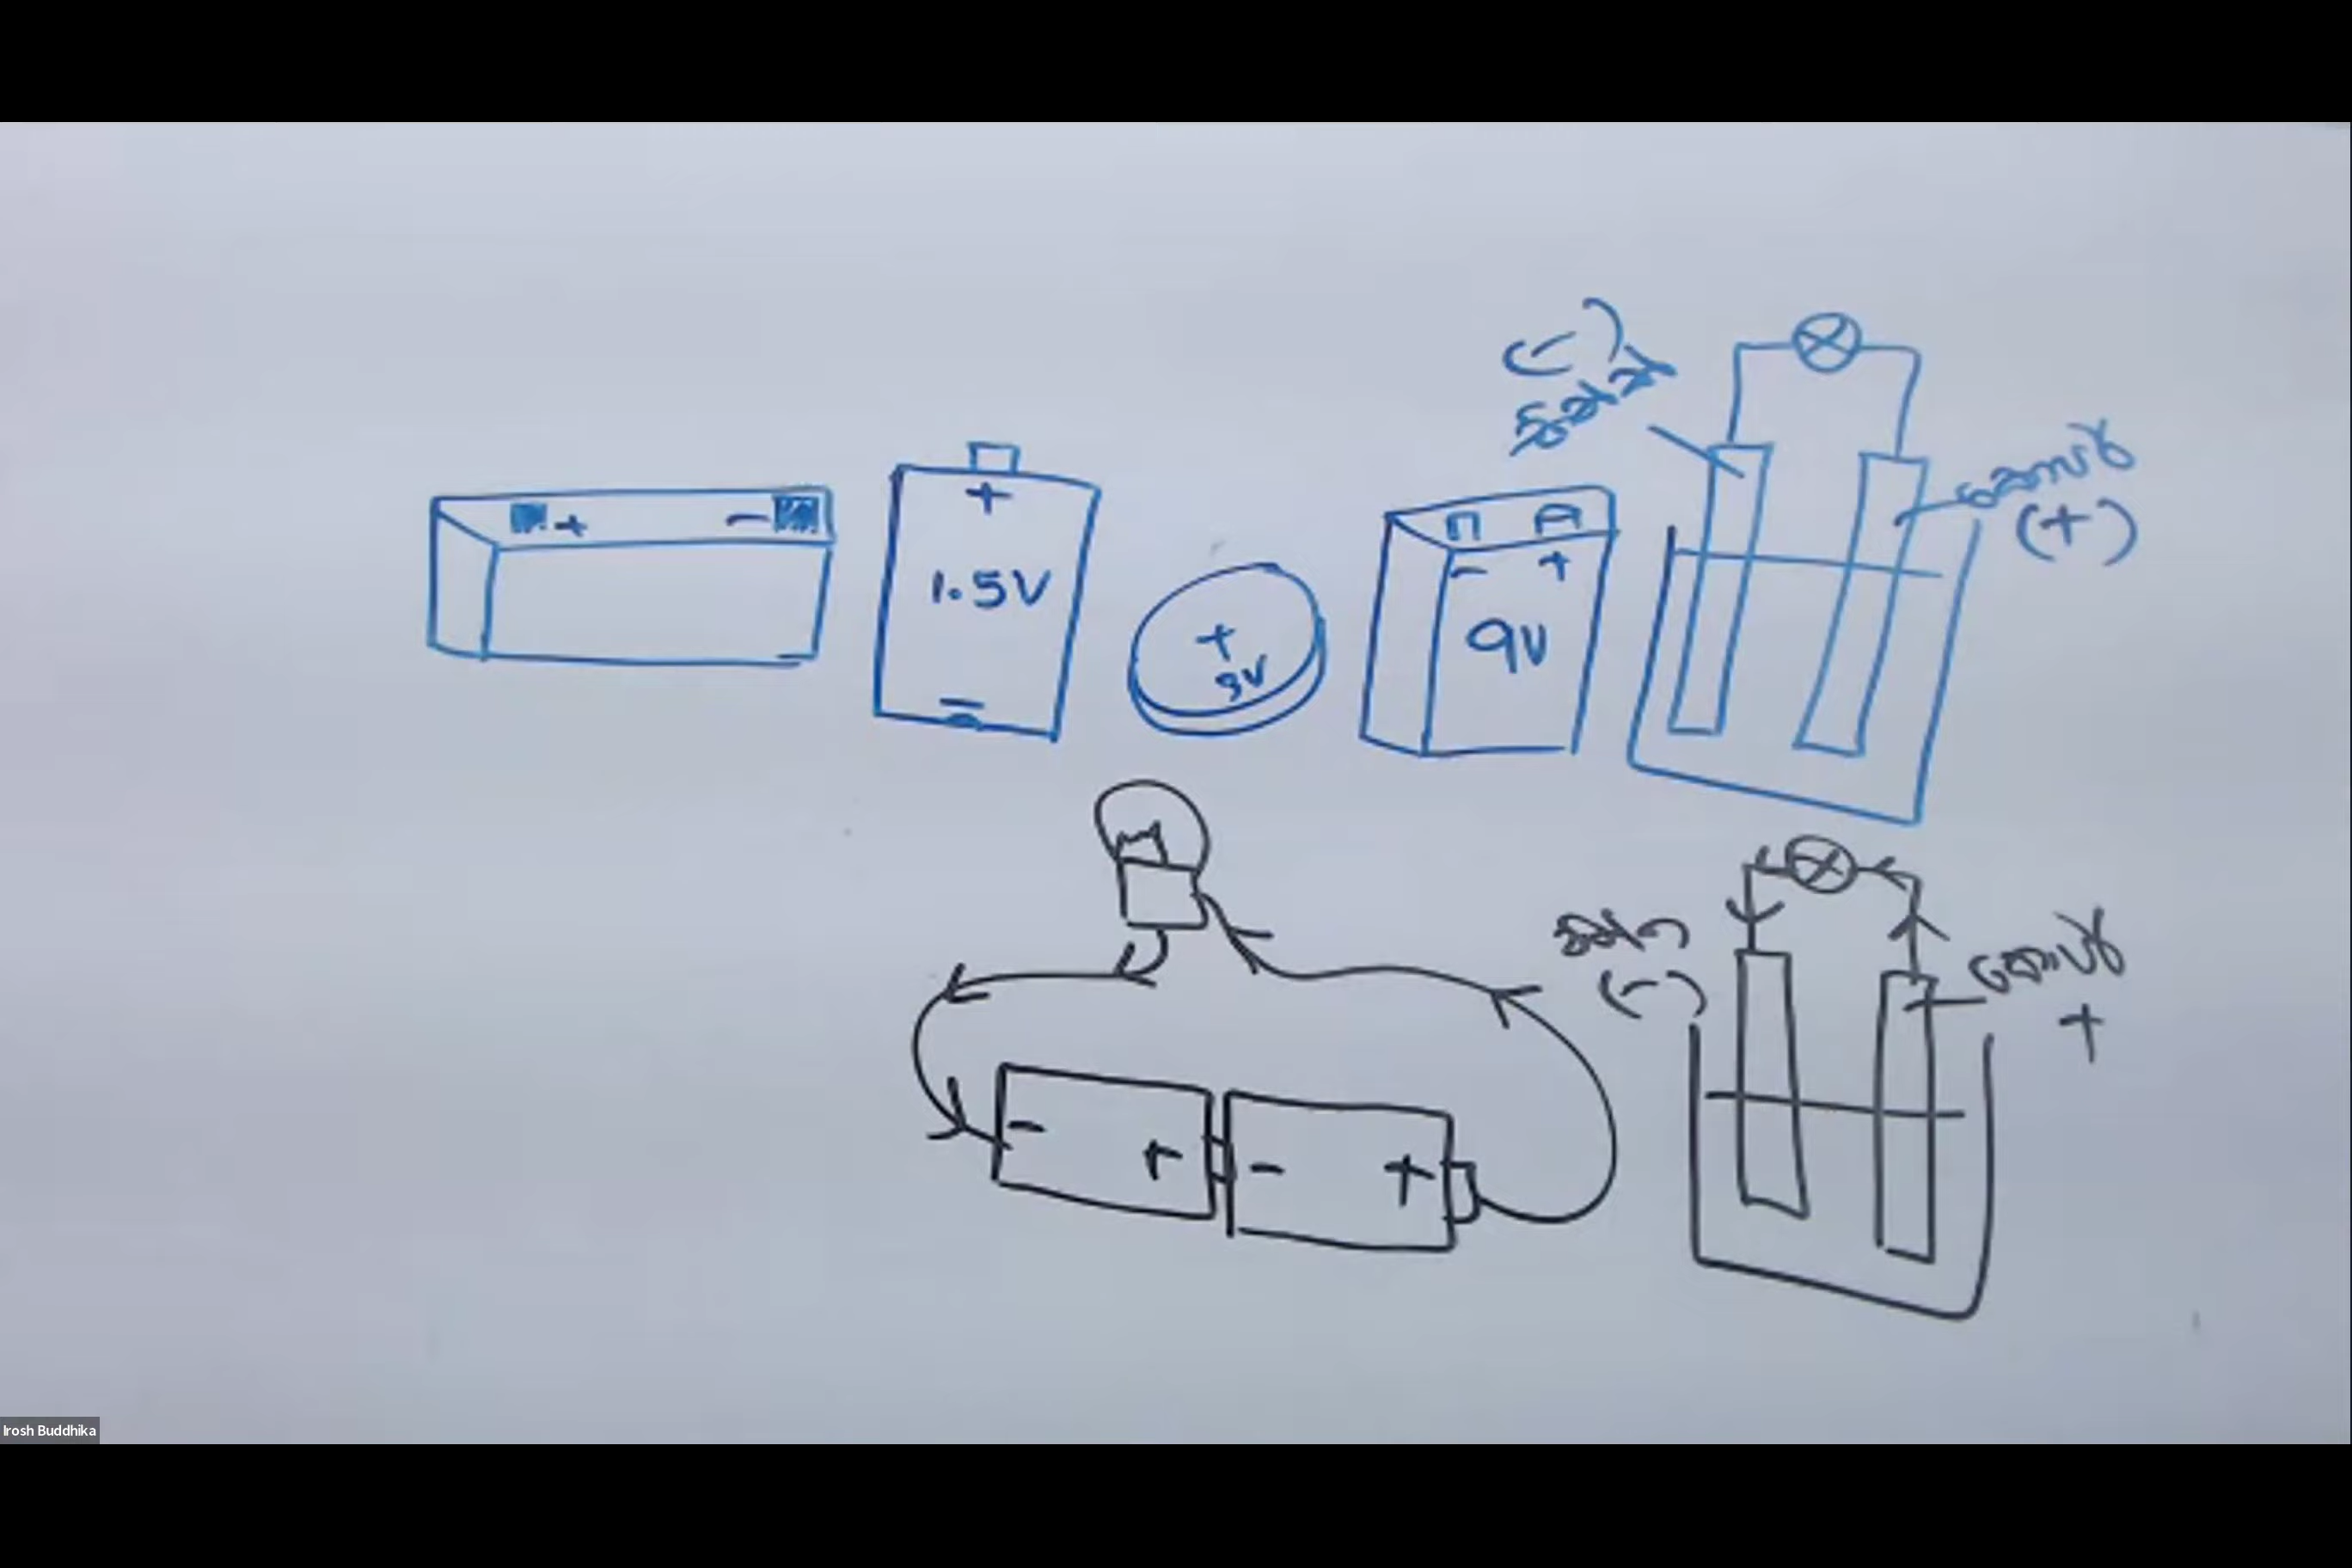 (-)
(+)
+ -
+
1.5V
-
+
3V
- +
9V
කොපර්
(-)
කොපර්
+
- + - +
Irosh Buddhika